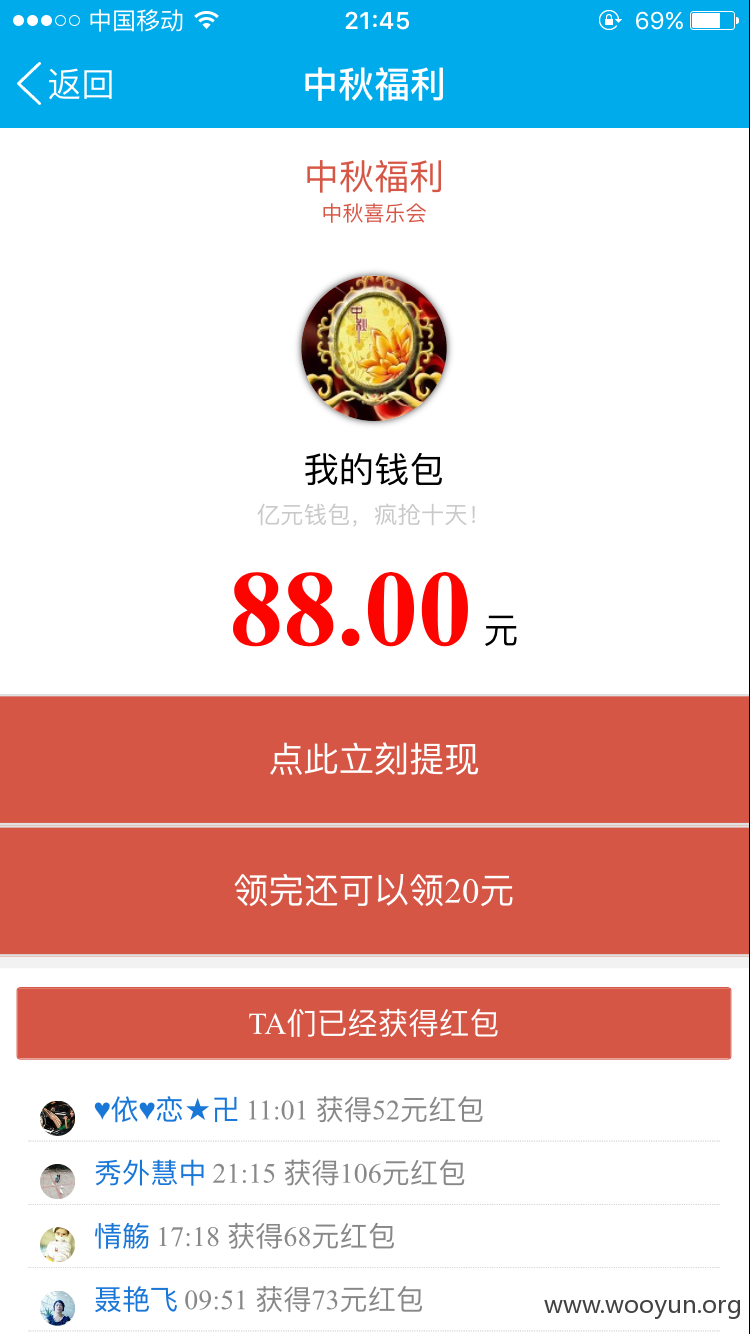 中国移动 21:45 69%
返回 中秋福利
中秋福利
中秋喜乐会
中秋
我的钱包
亿元钱包，疯抢十天！
88.00 元
点此立刻提现
领完还可以领20元
TA们已经获得红包
♥依♥恋★卍 11:01 获得52元红包
秀外慧中 21:15 获得106元红包
情觞 17:18 获得68元红包
聂艳飞 09:51 获得73元红包
www.wooyun.org